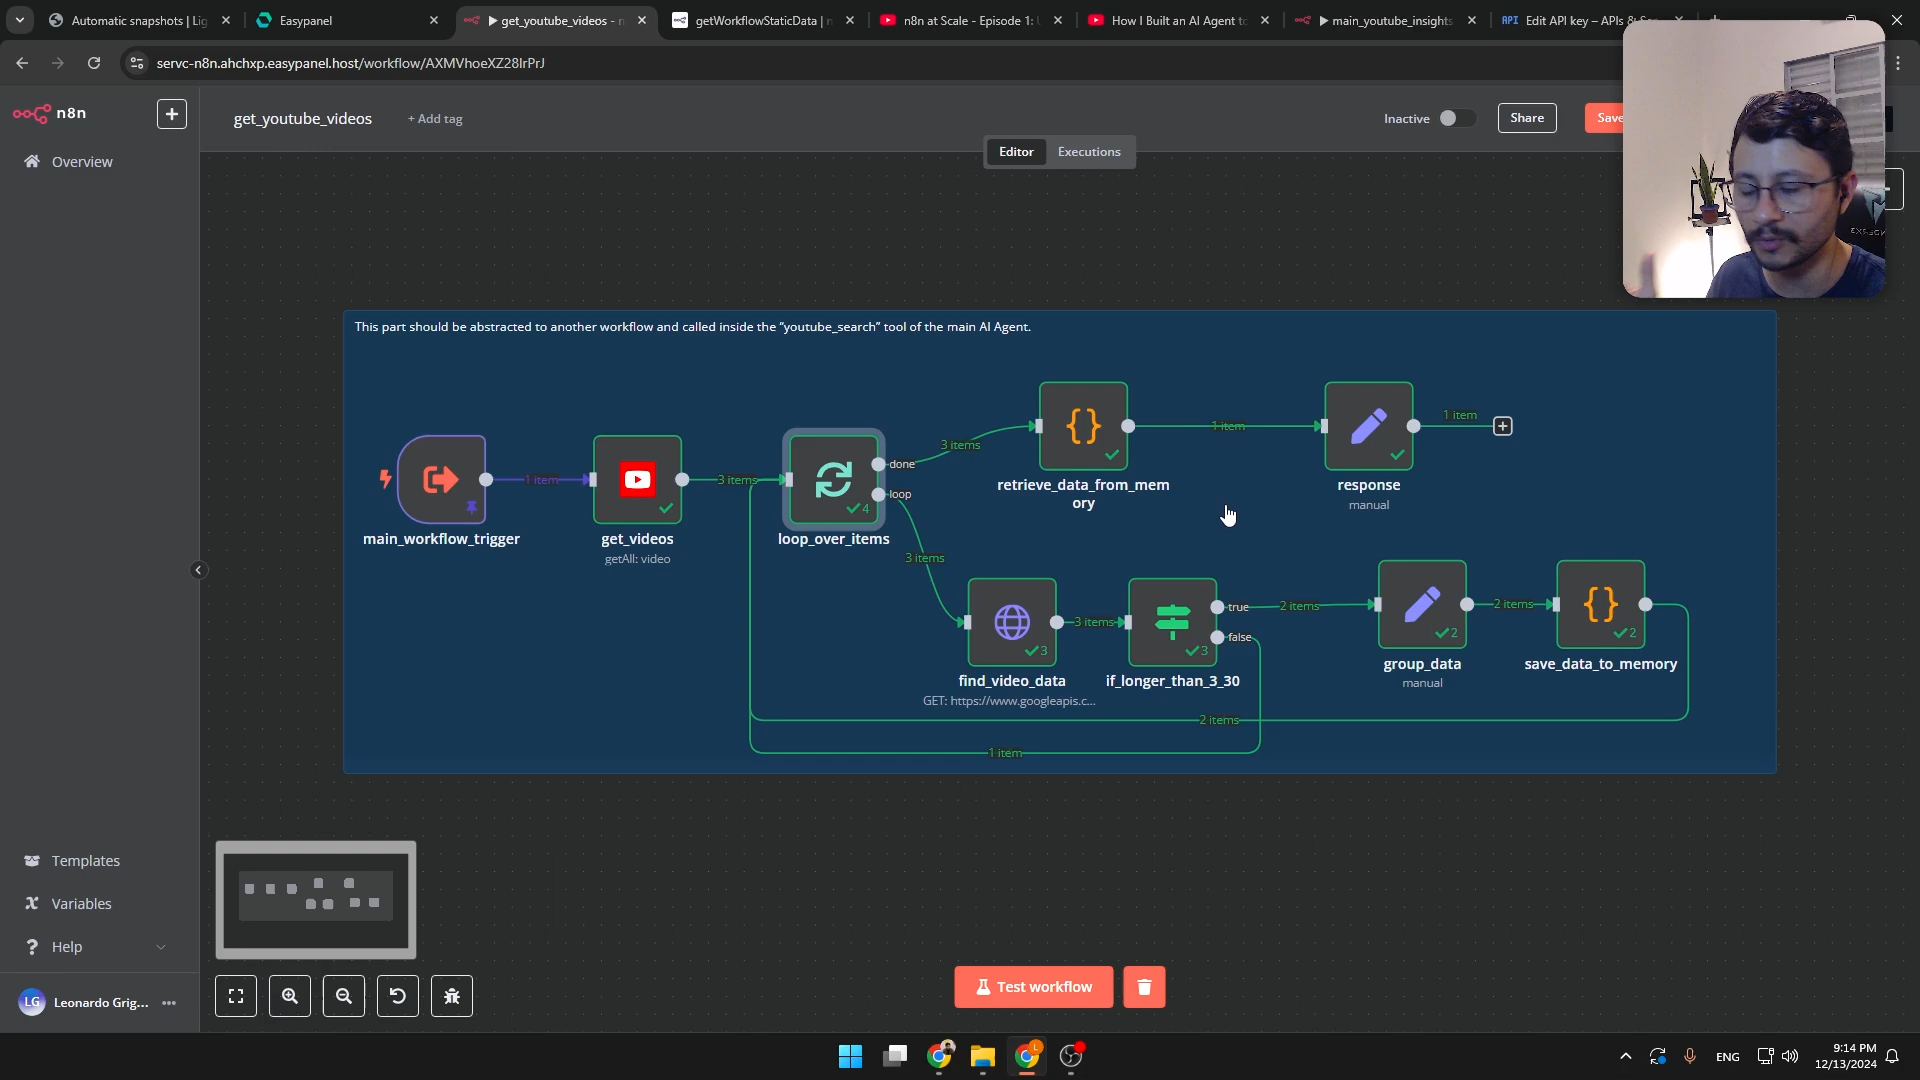 Automatic snapshots | Lig
Easypanel
get_youtube_videos - n
getWorkflowStaticData | n
n8n at Scale - Episode 1:
How I Built an AI Agent to
main_youtube_insights
API Edit API key – APIs & Se
servc-n8n.ahchxp.easypanel.host/workflow/AXMVhoeXZ28IrPrJ
n8n
get_youtube_videos
+ Add tag
Inactive
Share
Save
Editor
Executions
Overview
This part should be abstracted to another workflow and called inside the “youtube_search” tool of the main AI Agent.
main_workflow_trigger
1 item
get_videos
getAll: video
3 items
4
loop_over_items
done
loop
3 items
3 items
retrieve_data_from_mem
ory
1 item
response
manual
1 item
3
find_video_data
GET: https://www.googleapis.c...
3 items
3
if_longer_than_3_30
true
false
2 items
2
group_data
manual
2 items
2
save_data_to_memory
2 items
1 item
Templates
Variables
Help
LG
Leonardo Grig...
Test workflow
ENG
9:14 PM
12/13/2024